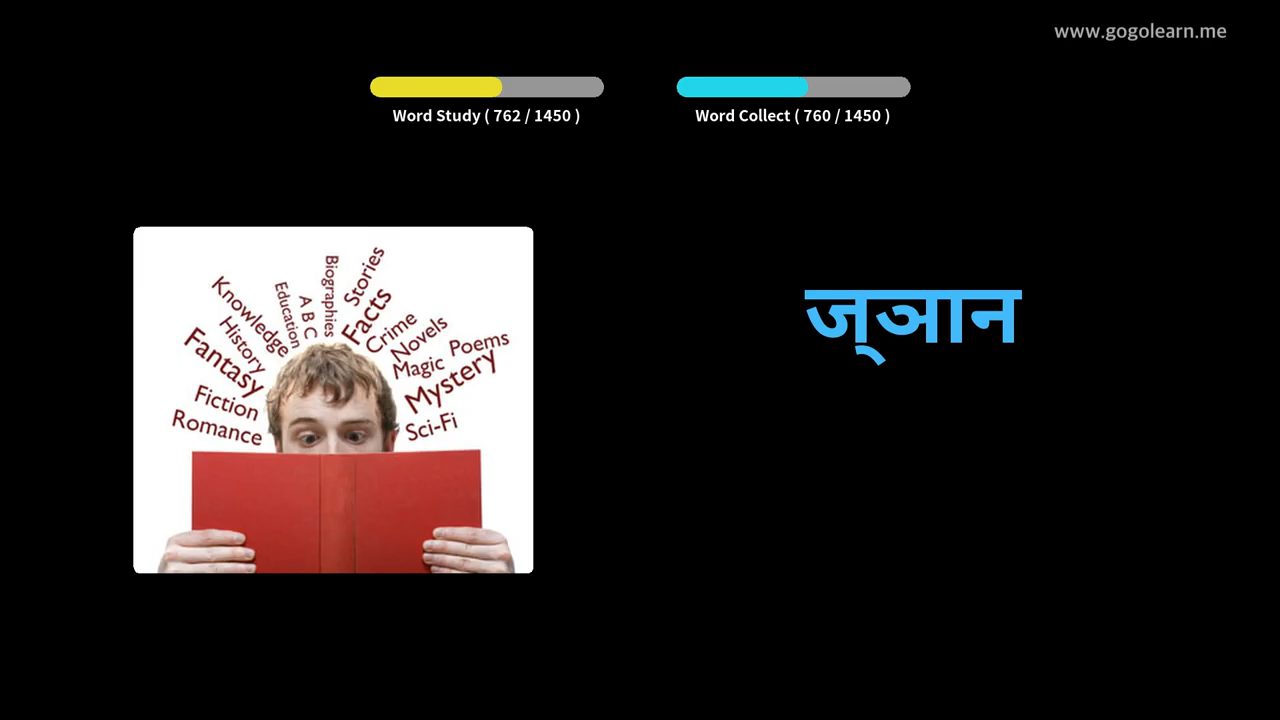 www.gogolearn.me
Word Study ( 762 / 1450 )
Word Collect ( 760 / 1450 )
ज्ञान
Biographies
Stories
Education
A B C
Facts
Knowledge
Crime
History
Novels
Poems
Fantasy
Magic
Mystery
Fiction
Sci-Fi
Romance